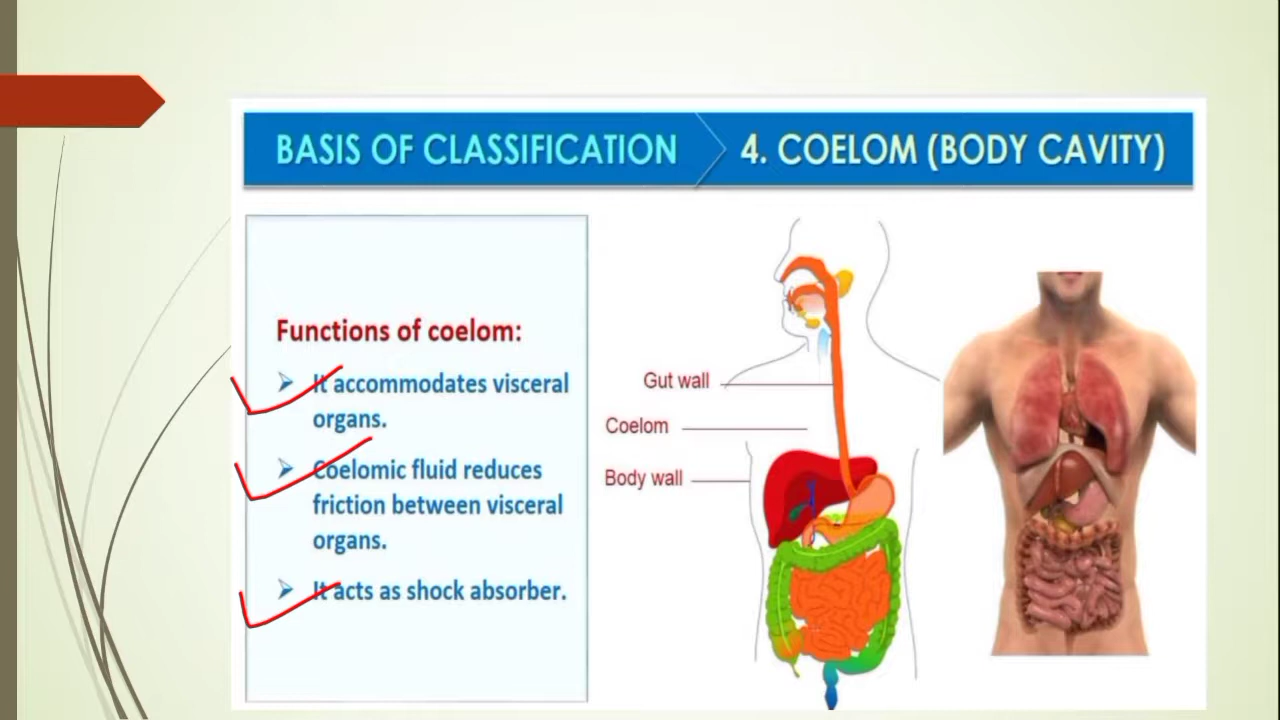 BASIS OF CLASSIFICATION
4. COELOM (BODY CAVITY)
Functions of coelom:
It accommodates visceral
organs.
Coelomic fluid reduces
friction between visceral
organs.
It acts as shock absorber.
Gut wall
Coelom
Body wall